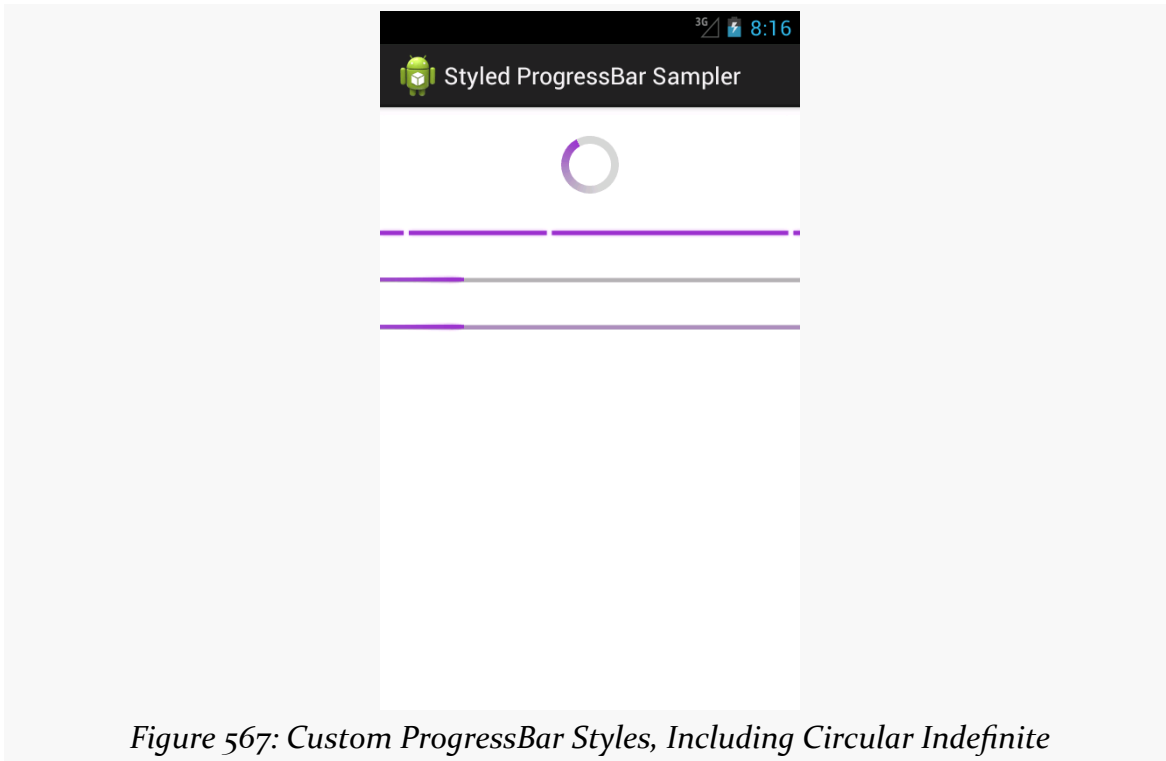 3G 8:16
Styled ProgressBar Sampler
Figure 567: Custom ProgressBar Styles, Including Circular Indefinite